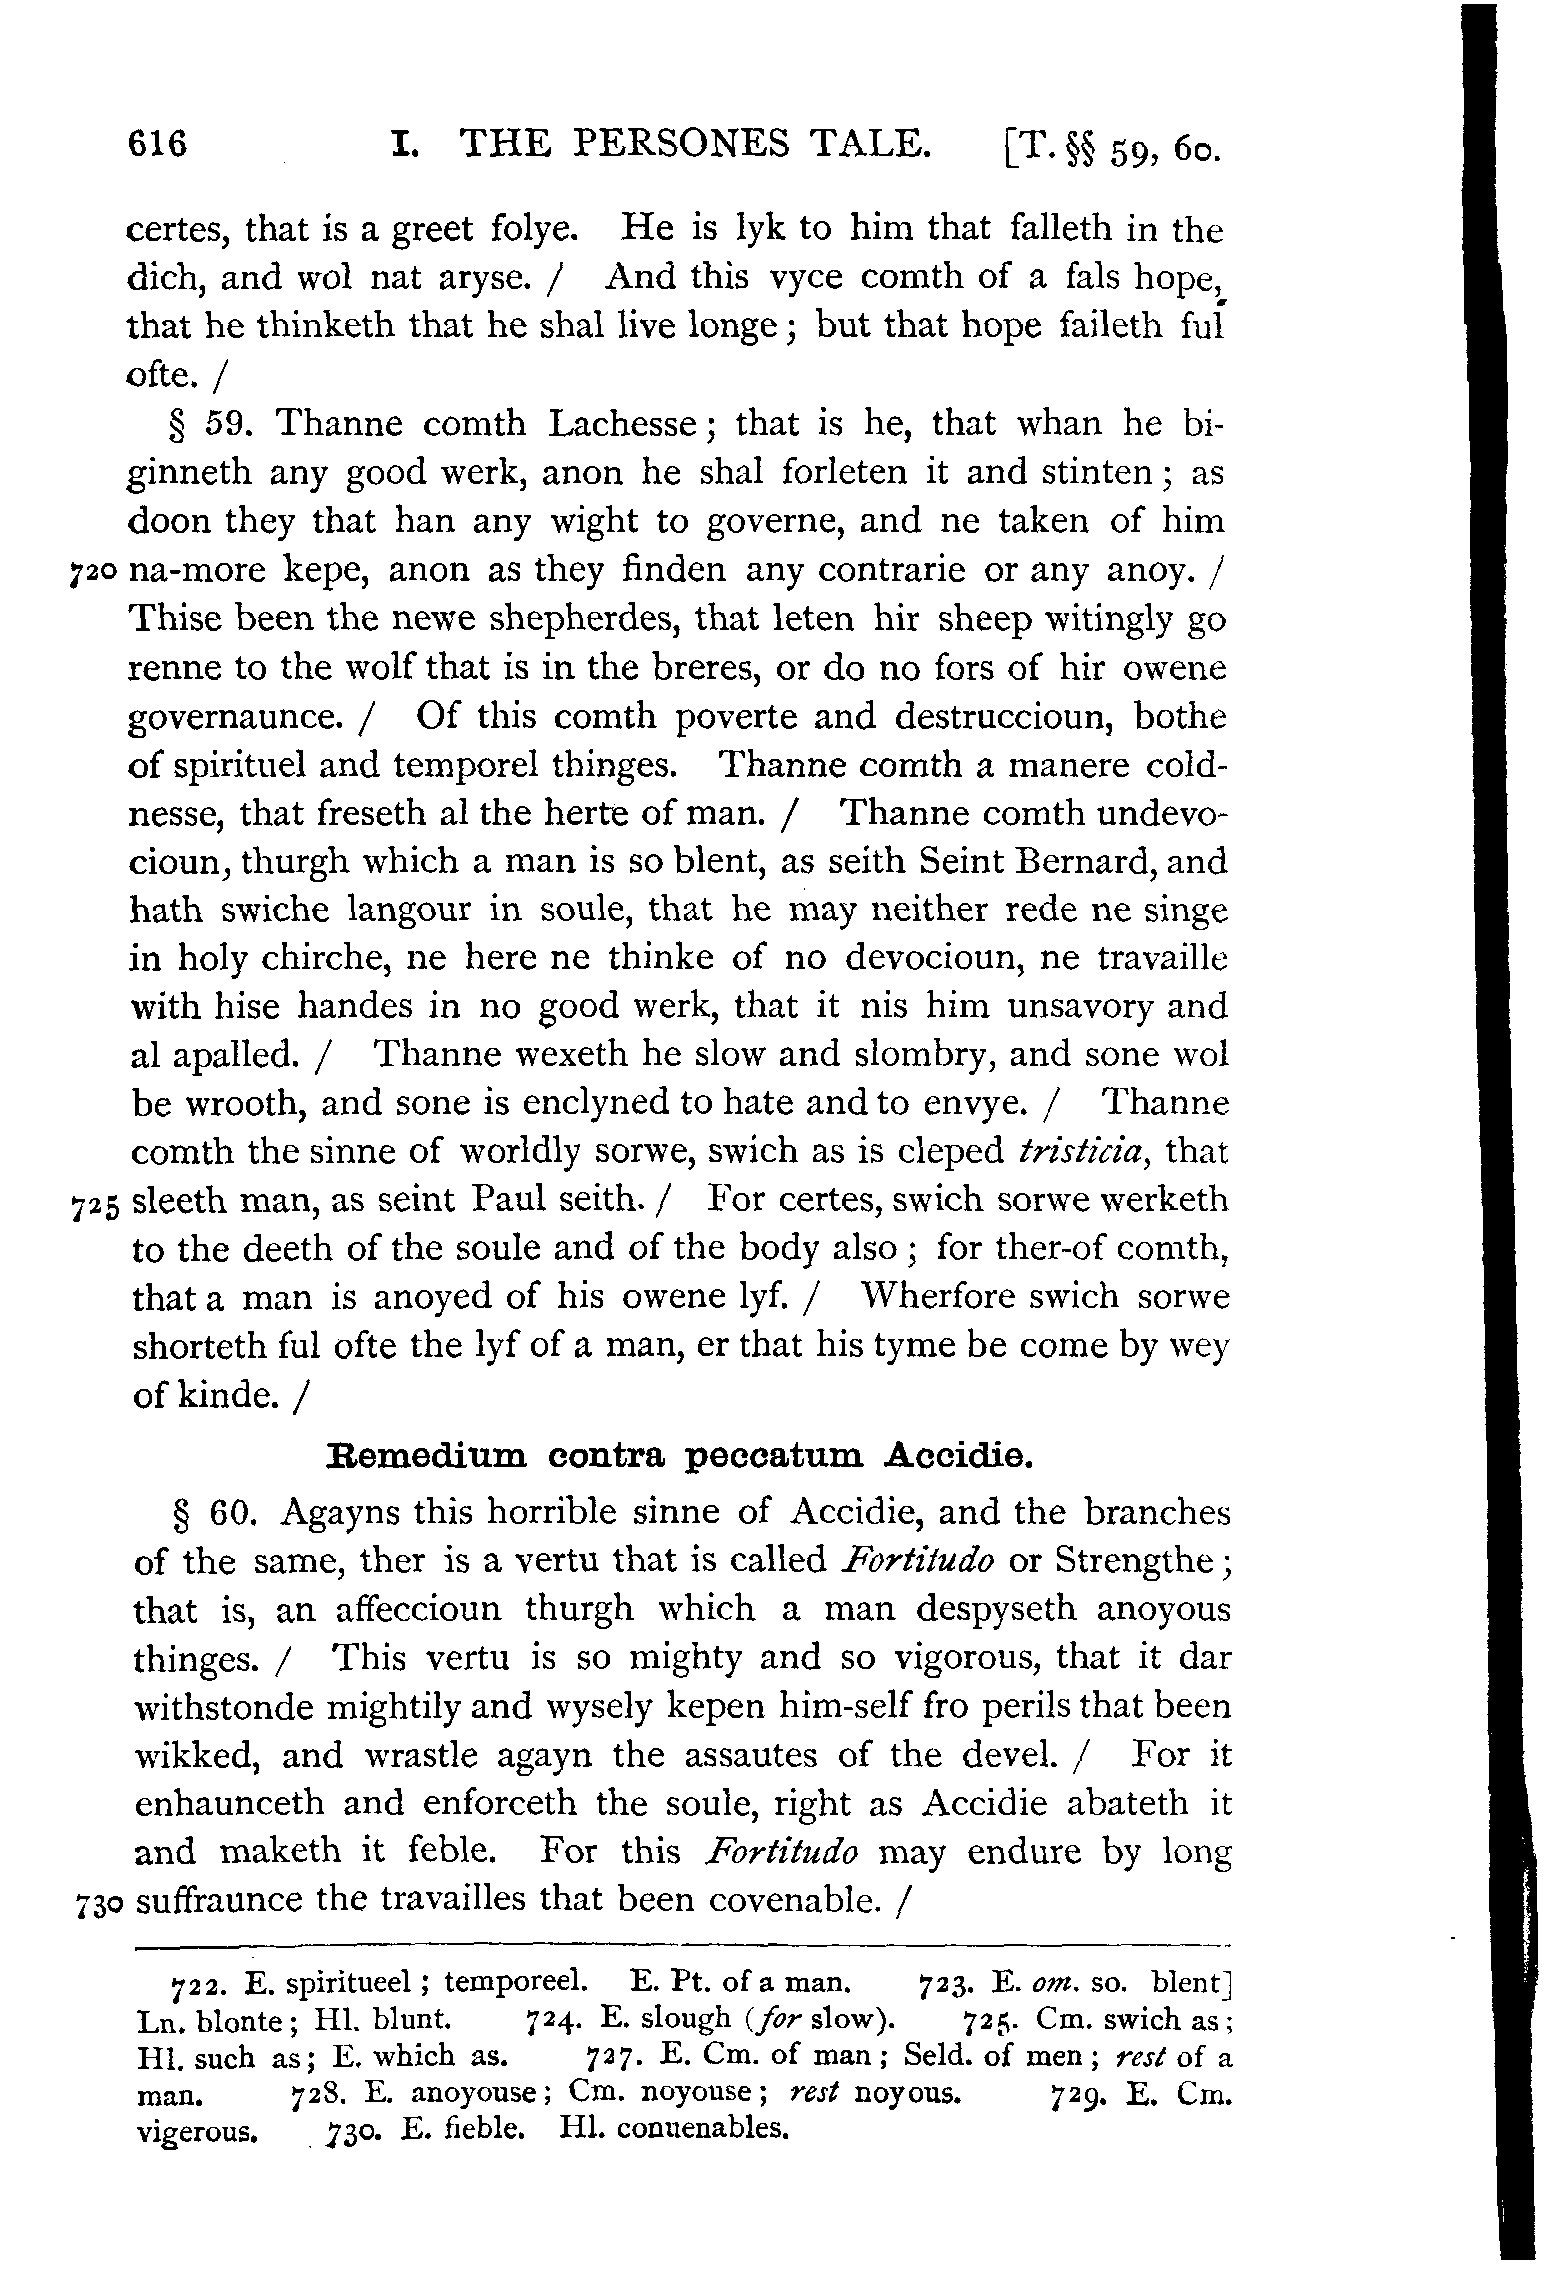 616 I. THE PERSONES TALE. [T. §§ 59, 60.
certes, that is a greet folye. He is lyk to him that falleth in the
dich, and wol nat aryse. / And this vyce comth of a fals hope,
that he thinketh that he shal live longe; but that hope faileth ful
ofte. /
§ 59. Thanne comth Lachesse; that is he, that whan he bi-
ginneth any good werk, anon he shal forleten it and stinten; as
doon they that han any wight to governe, and ne taken of him
720 na-more kepe, anon as they finden any contrarie or any anoy. /
Thise been the newe shepherdes, that leten hir sheep witingly go
renne to the wolf that is in the breres, or do no fors of hir owene
governaunce. / Of this comth poverte and destruccioun, bothe
of spirituel and temporel thinges. Thanne comth a manere cold-
nesse, that freseth al the herte of man. / Thanne comth undevo-
cioun, thurgh which a man is so blent, as seith Seint Bernard, and
hath swiche langour in soule, that he may neither rede ne singe
in holy chirche, ne here ne thinke of no devocioun, ne travaille
with hise handes in no good werk, that it nis him unsavory and
al apalled. / Thanne wexeth he slow and slombry, and sone wol
be wrooth, and sone is enclyned to hate and to envye. / Thanne
comth the sinne of worldly sorwe, swich as is cleped tristicia, that
725 sleeth man, as seint Paul seith. / For certes, swich sorwe werketh
to the deeth of the soule and of the body also; for ther-of comth,
that a man is anoyed of his owene lyf. / Wherfore swich sorwe
shorteth ful ofte the lyf of a man, er that his tyme be come by wey
of kinde. /
Remedium contra peccatum Accidie.
§ 60. Agayns this horrible sinne of Accidie, and the branches
of the same, ther is a vertu that is called Fortitudo or Strengthe;
that is, an affeccioun thurgh which a man despyseth anoyous
thinges. / This vertu is so mighty and so vigorous, that it dar
withstonde mightily and wysely kepen him-self fro perils that been
wikked, and wrastle agayn the assautes of the devel. / For it
enhaunceth and enforceth the soule, right as Accidie abateth it
and maketh it feble. For this Fortitudo may endure by long
730 suffraunce the travailles that been covenable. /
722. E. spiritueel; temporeel. E. Pt. of a man. 723. E. om. so. blent]
Ln. blonte; Hl. blunt. 724. E. slough (for slow). 725. Cm. swich as;
Hl. such as; E. which as. 727. E. Cm. of man; Seld. of men; rest of a
man. 728. E. anoyouse; Cm. noyouse; rest noyous. 729. E. Cm.
vigerous. 730. E. fieble. Hl. conuenables.